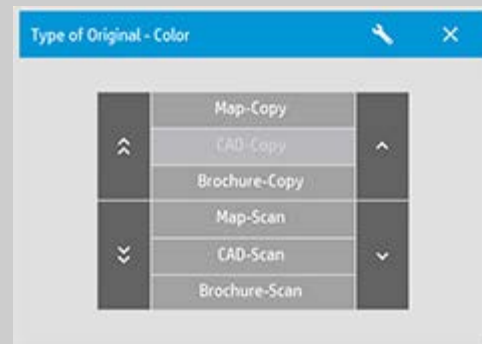 Type of Original - Color
Map-Copy
CAD-Copy
Brochure-Copy
Map-Scan
CAD-Scan
Brochure-Scan